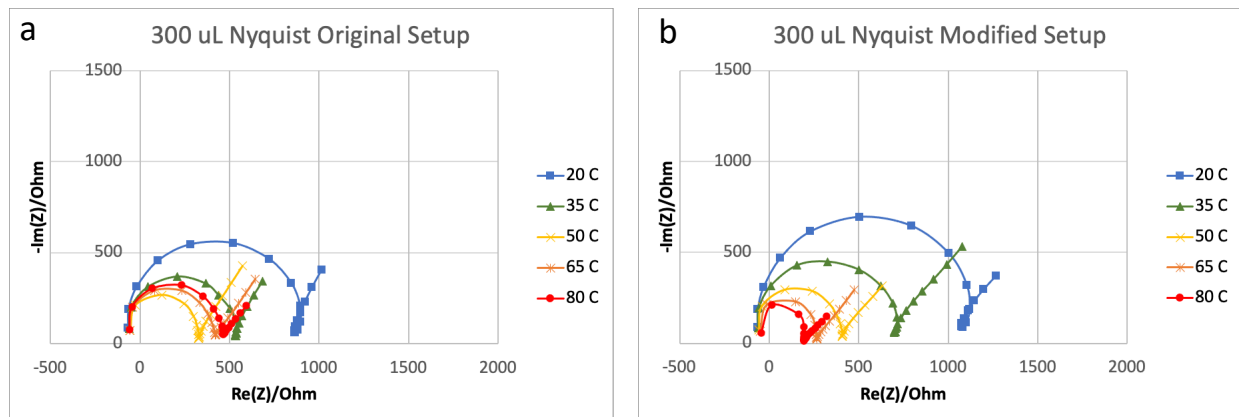 a
300 uL Nyquist Original Setup
-Im(Z)/Ohm
1500
1000
500
0
-500
0
500
1000
1500
2000
Re(Z)/Ohm
20 C
35 C
50 C
65 C
80 C
b
300 uL Nyquist Modified Setup
-Im(Z)/Ohm
1500
1000
500
0
-500
0
500
1000
1500
2000
Re(Z)/Ohm
20 C
35 C
50 C
65 C
80 C